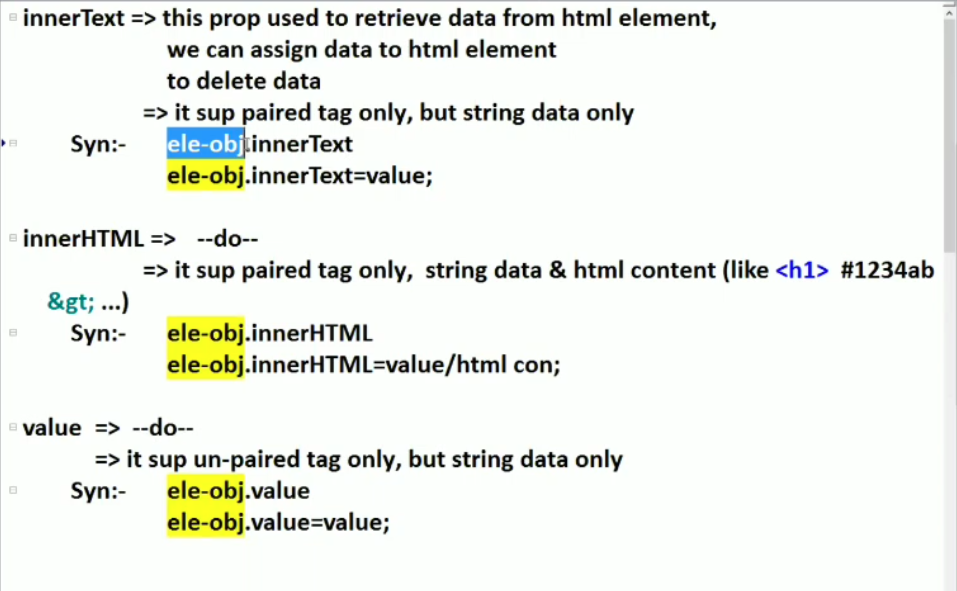 innerText => this prop used to retrieve data from html element,
we can assign data to html element
to delete data
=> it sup paired tag only, but string data only
Syn:- ele-obj.innerText
ele-obj.innerText=value;
innerHTML => --do--
=> it sup paired tag only, string data & html content (like <h1> #1234ab
&gt; ...)
Syn:- ele-obj.innerHTML
ele-obj.innerHTML=value/html con;
value => --do--
=> it sup un-paired tag only, but string data only
Syn:- ele-obj.value
ele-obj.value=value;